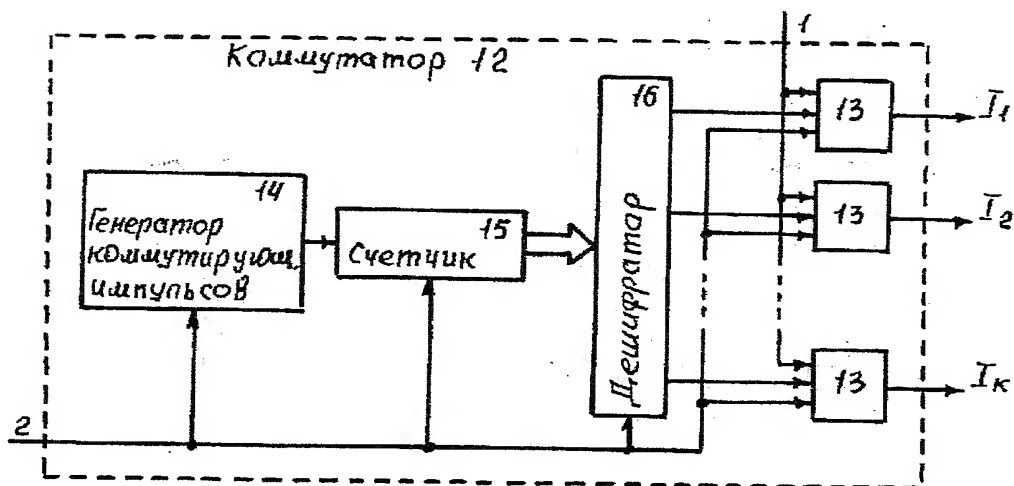 Коммутатор 12
1
14
Генератор
коммутирующ.
импульсов
15
Счетчик
16
Дешифратор
13
I1
13
I2
13
Iк
2